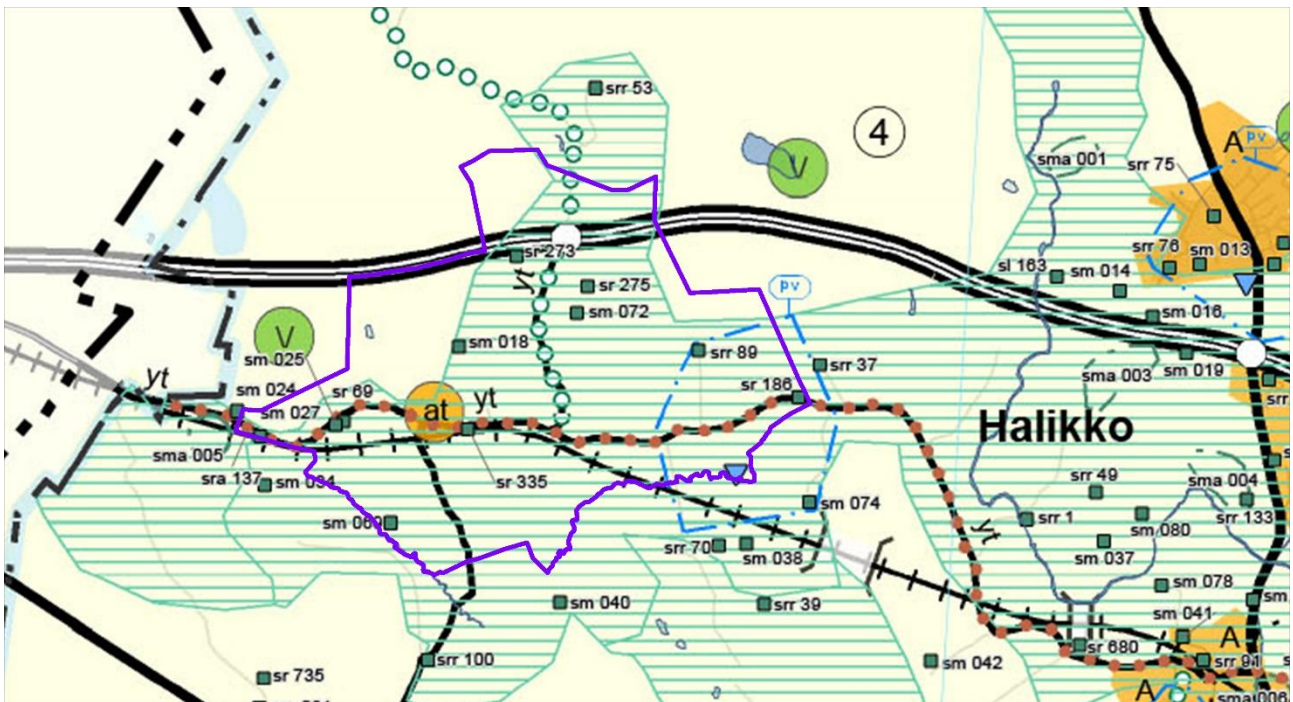 srr 53
4
V
A
pv
sma 001
srr 75
sr 273
srr 76
sm 013
yt
sl 163
sm 014
sr 275
pv
sm 072
sm 016
V
sm 018
srr 89
sm 019
sm 025
srr 37
sma 003
yt
sr 69
sr 186
srr
sm 024
sm 027
at
yt
Halikko
sma 005
sra 137
sm 034
sr 335
srr 49
sma 004
sm 074
sm 060
srr 1
sm 080
srr 133
yt
srr 70
sm 038
sm 037
sm 078
sm 040
srr 39
sm
sm 041
A
sr 680
srr 100
sm 042
srr 91
sr 735
A
sma 006